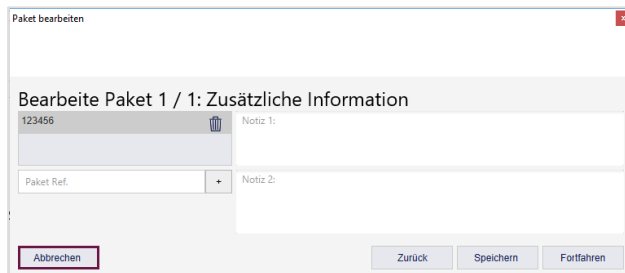 Paket bearbeiten
x
Bearbeite Paket 1 / 1: Zusätzliche Information
123456
Notiz 1:
Paket Ref.
+
Notiz 2:
Abbrechen
Zurück
Speichern
Fortfahren